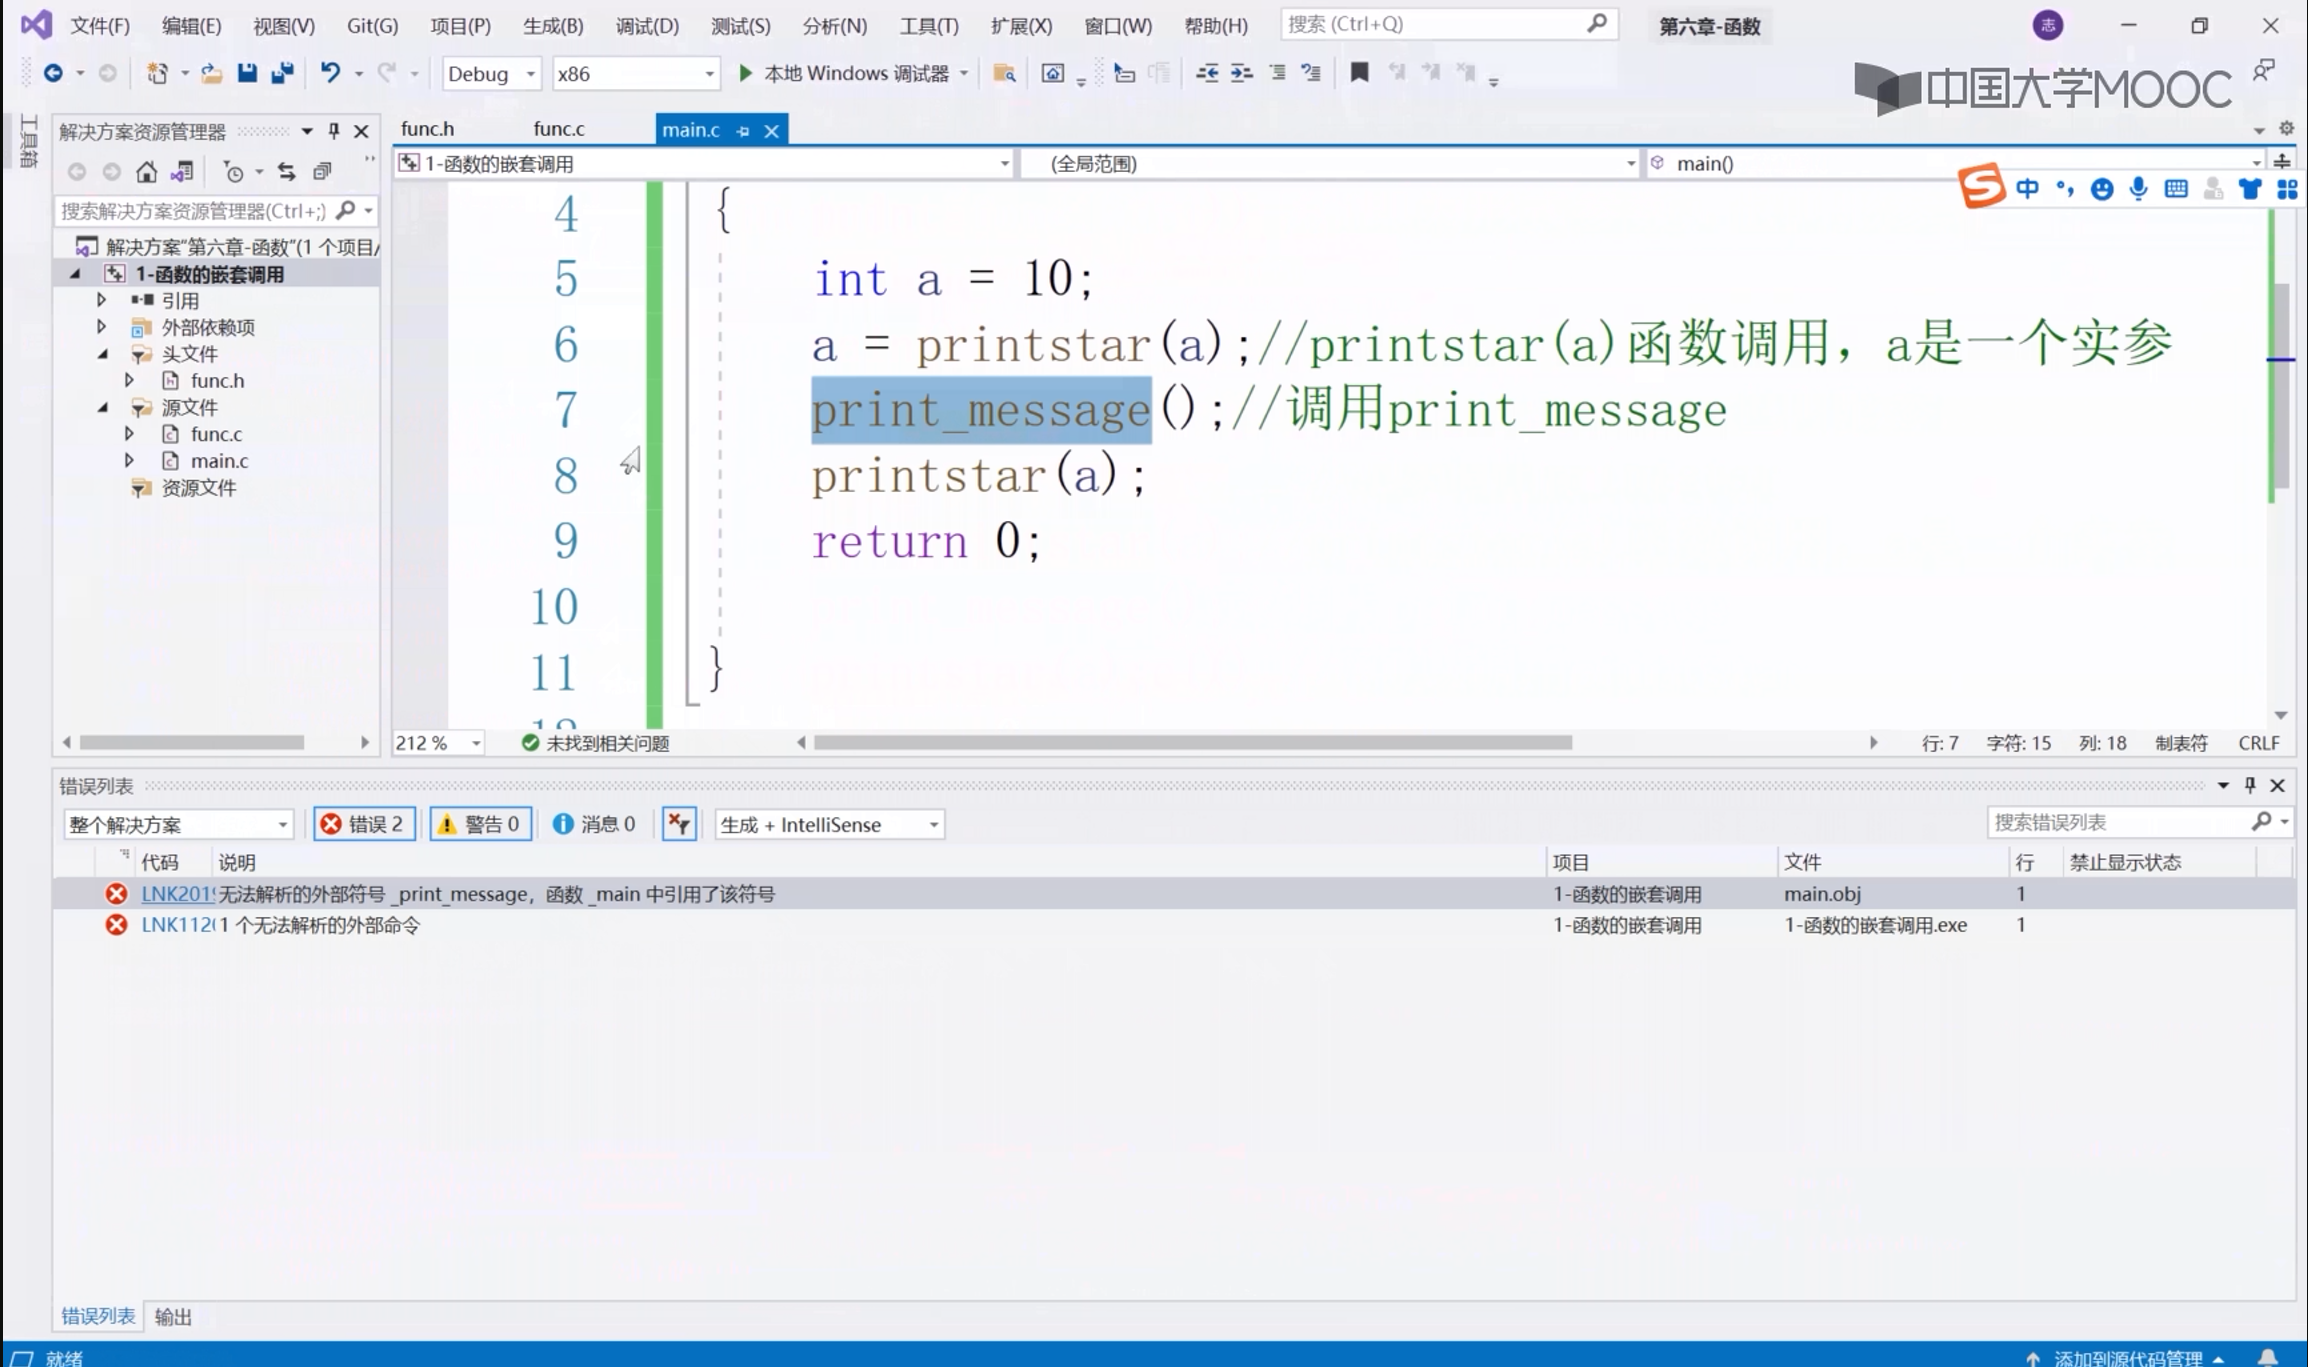 文件(F) 编辑(E) 视图(V) Git(G) 项目(P) 生成(B) 调试(D) 测试(S) 分析(N) 工具(T) 扩展(X) 窗口(W) 帮助(H) 搜索 (Ctrl+Q) 第六章-函数 志
Debug x86 本地 Windows 调试器
中国大学MOOC
工具箱
解决方案资源管理器
func.h func.c main.c
1-函数的嵌套调用 (全局范围) main()
中
搜索解决方案资源管理器(Ctrl+;)
解决方案"第六章-函数"(1 个项目/
1-函数的嵌套调用
引用
外部依赖项
头文件
func.h
源文件
func.c
main.c
资源文件
4 {
5 int a = 10;
6 a = printstar(a);//printstar(a)函数调用，a是一个实参
7 print_message();//调用print_message
8 printstar(a);
9 return 0;
10
11 }
212 % 未找到相关问题 行: 7 字符: 15 列: 18 制表符 CRLF
错误列表
整个解决方案 错误 2 警告 0 消息 0 生成 + IntelliSense 搜索错误列表
代码 说明 项目 文件 行 禁止显示状态
LNK201 无法解析的外部符号 _print_message，函数 _main 中引用了该符号 1-函数的嵌套调用 main.obj 1
LNK112 1 个无法解析的外部命令 1-函数的嵌套调用 1-函数的嵌套调用.exe 1
错误列表 输出
就绪 添加到源代码管理